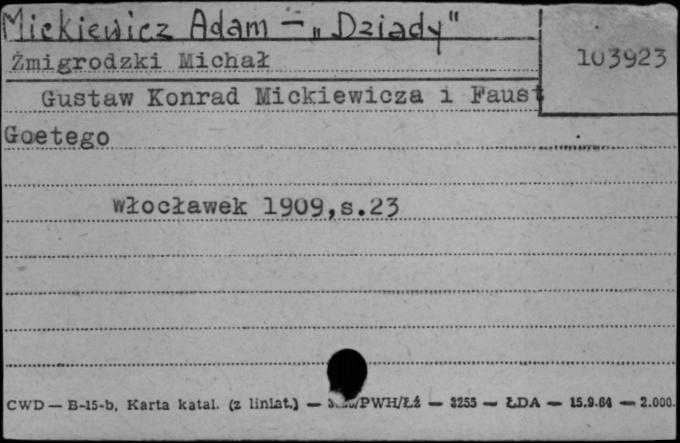 Mickiewicz Adam – „Dziady"
Żmigrodzki Michał
103923
Gustaw Konrad Mickiewicza i Faust
Goetego
włocławek 1909,s.23
CWD — B-15-b, Karta katal. (z liniat.) — /PWH/Łź — 3255 — ŁDA — 15.9.64 — 2.000.